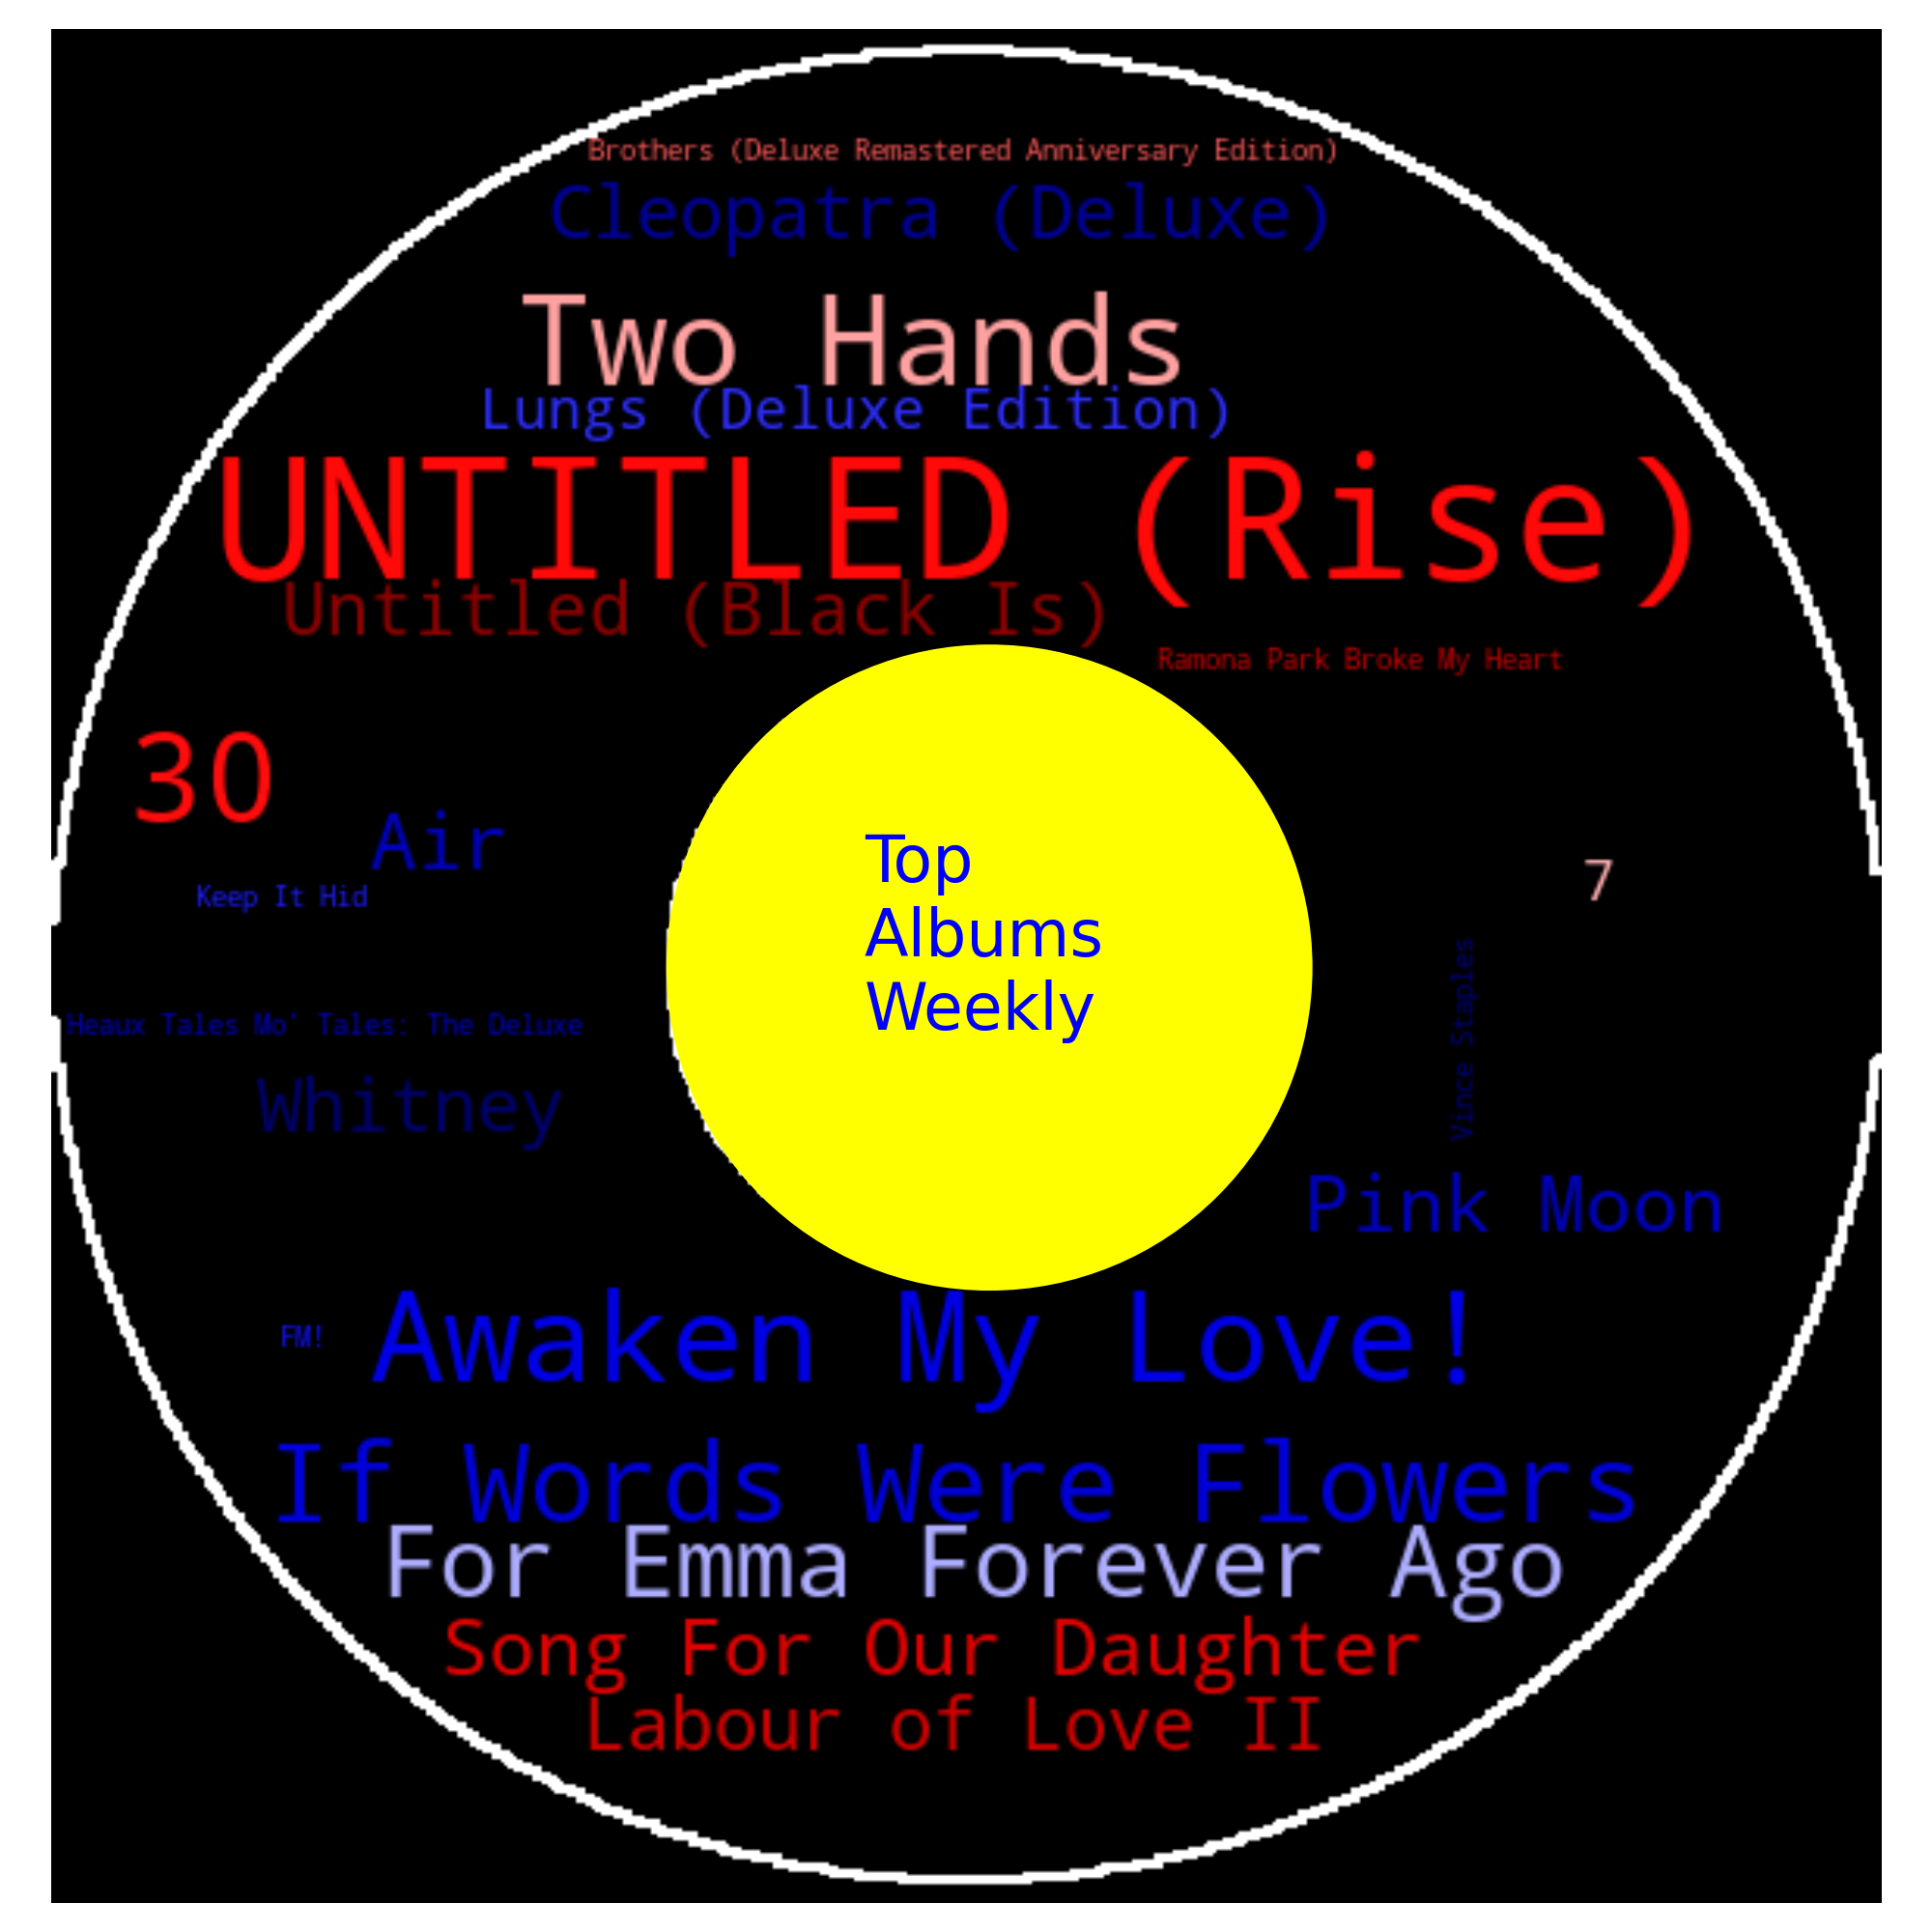 Brothers (Deluxe Remastered Anniversary Edition)
Cleopatra (Deluxe)
Two Hands
Lungs (Deluxe Edition)
UNTITLED (Rise)
Untitled (Black Is)
Ramona Park Broke My Heart
30
Air
Keep It Hid
7
Top
Albums
Weekly
Heaux Tales Mo' Tales: The Deluxe
Vince Staples
Whitney
Pink Moon
FM!
Awaken My Love!
If Words Were Flowers
For Emma Forever Ago
Song For Our Daughter
Labour of Love II